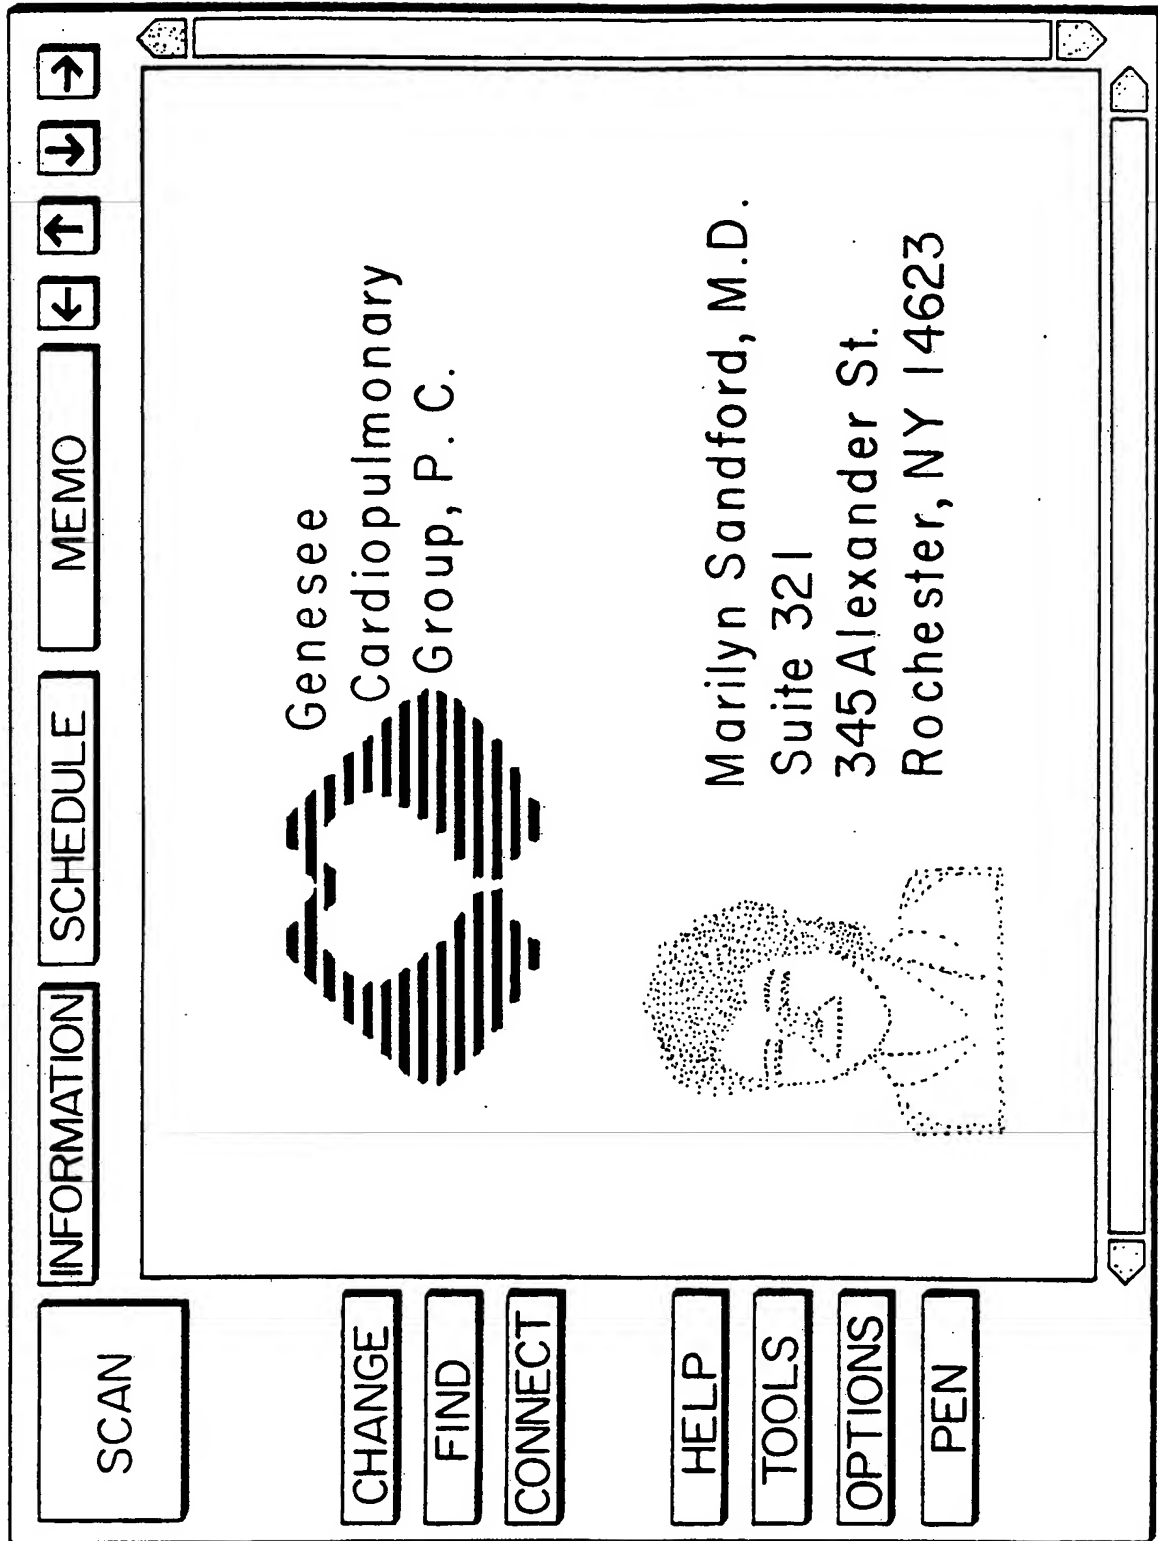 SCAN
INFORMATION
SCHEDULE
MEMO
← ↑ ↓ →
CHANGE
FIND
CONNECT
HELP
TOOLS
OPTIONS
PEN
Genesee
Cardiopulmonary
Group, P. C.
Marilyn Sandford, M.D.
Suite 321
345 Alexander St.
Rochester, NY 14623